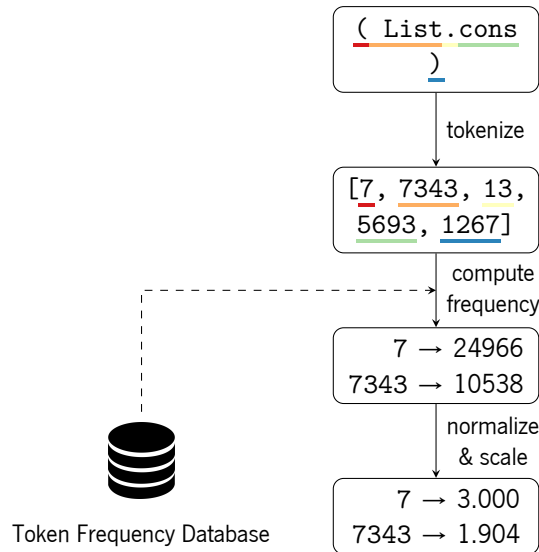 ( List.cons
)
tokenize
[7, 7343, 13,
5693, 1267]
compute
frequency
7 → 24966
7343 → 10538
normalize
& scale
7 → 3.000
7343 → 1.904
Token Frequency Database